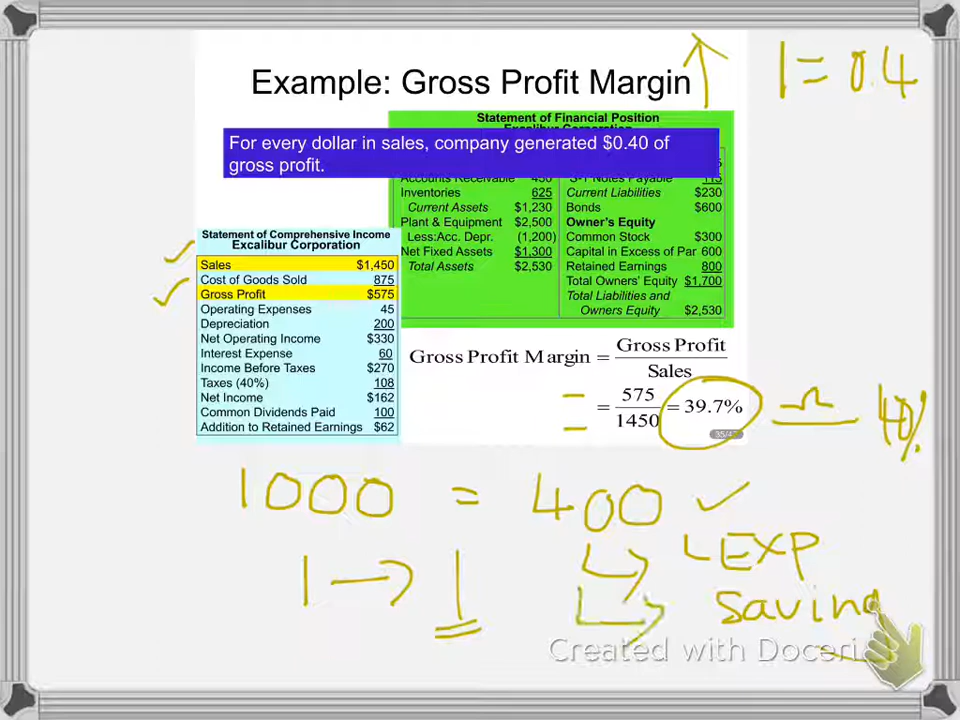 Example: Gross Profit Margin
1 = 0.4
Statement of Financial Position
For every dollar in sales, company generated $0.40 of
gross profit.
Inventories 625 Current Liabilities $230
Current Assets $1,230 Bonds $600
Plant & Equipment $2,500 Owner's Equity
Less:Acc. Depr. (1,200) Common Stock $300
Net Fixed Assets $1,300 Capital in Excess of Par 600
Total Assets $2,530 Retained Earnings 800
Total Owners' Equity $1,700
Total Liabilities and
Owners Equity $2,530
Statement of Comprehensive Income
Excalibur Corporation
Sales $1,450
Cost of Goods Sold 875
Gross Profit $575
Operating Expenses 45
Depreciation 200
Net Operating Income $330
Interest Expense 60
Income Before Taxes $270
Taxes (40%) 108
Net Income $162
Common Dividends Paid 100
Addition to Retained Earnings $62
Gross Profit Margin = Gross Profit
Sales
= 575
1450
= 39.7%
40%
1000 = 400
EXP
1 → 1
Saving
Created with Doceri